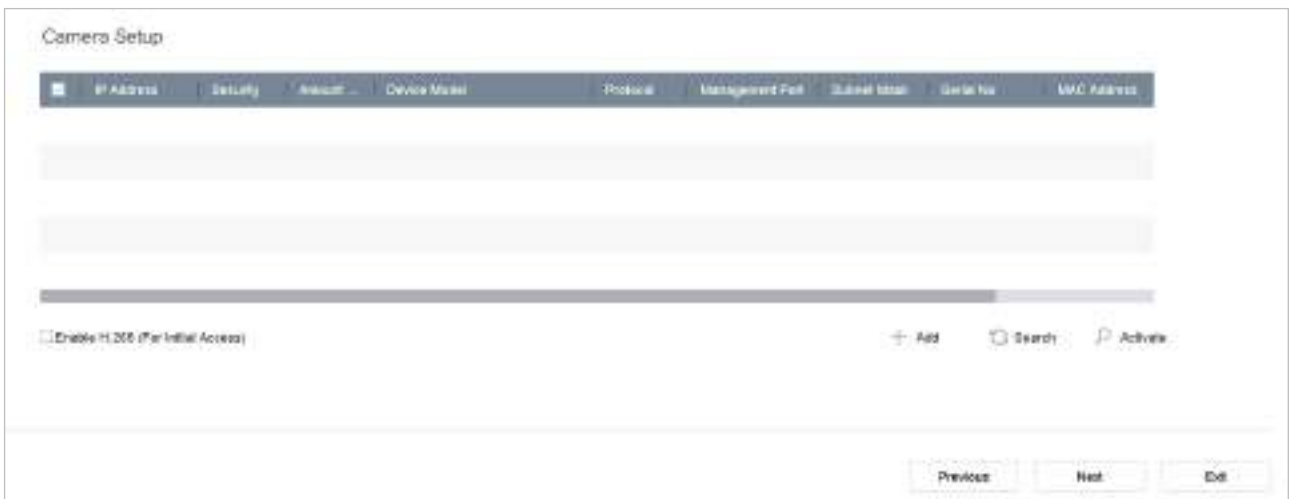 Camera Setup
IP Address Security Amount ... Device Model Protocol Management Port Subnet Mask Serial No MAC Address
Enable H.265 (For Initial Access)
Add Search Activate
Previous Next Exit